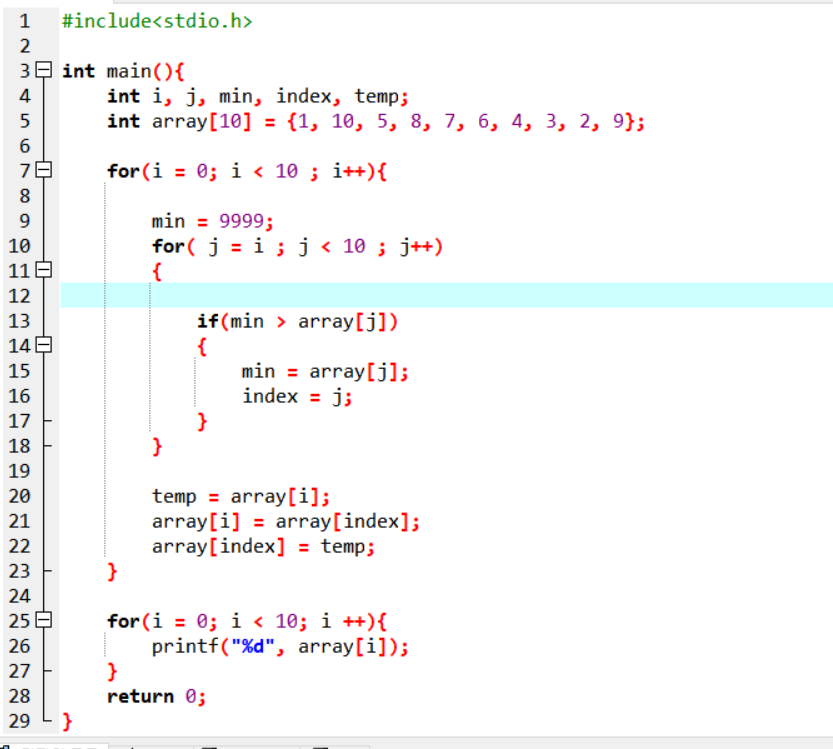 1 #include<stdio.h>
2
3 int main(){
4     int i, j, min, index, temp;
5     int array[10] = {1, 10, 5, 8, 7, 6, 4, 3, 2, 9};
6
7     for(i = 0; i < 10 ; i++){
8
9         min = 9999;
10         for( j = i ; j < 10 ; j++)
11         {
12
13             if(min > array[j])
14             {
15                 min = array[j];
16                 index = j;
17             }
18         }
19
20         temp = array[i];
21         array[i] = array[index];
22         array[index] = temp;
23     }
24
25     for(i = 0; i < 10; i ++){
26         printf("%d", array[i]);
27     }
28     return 0;
29 }